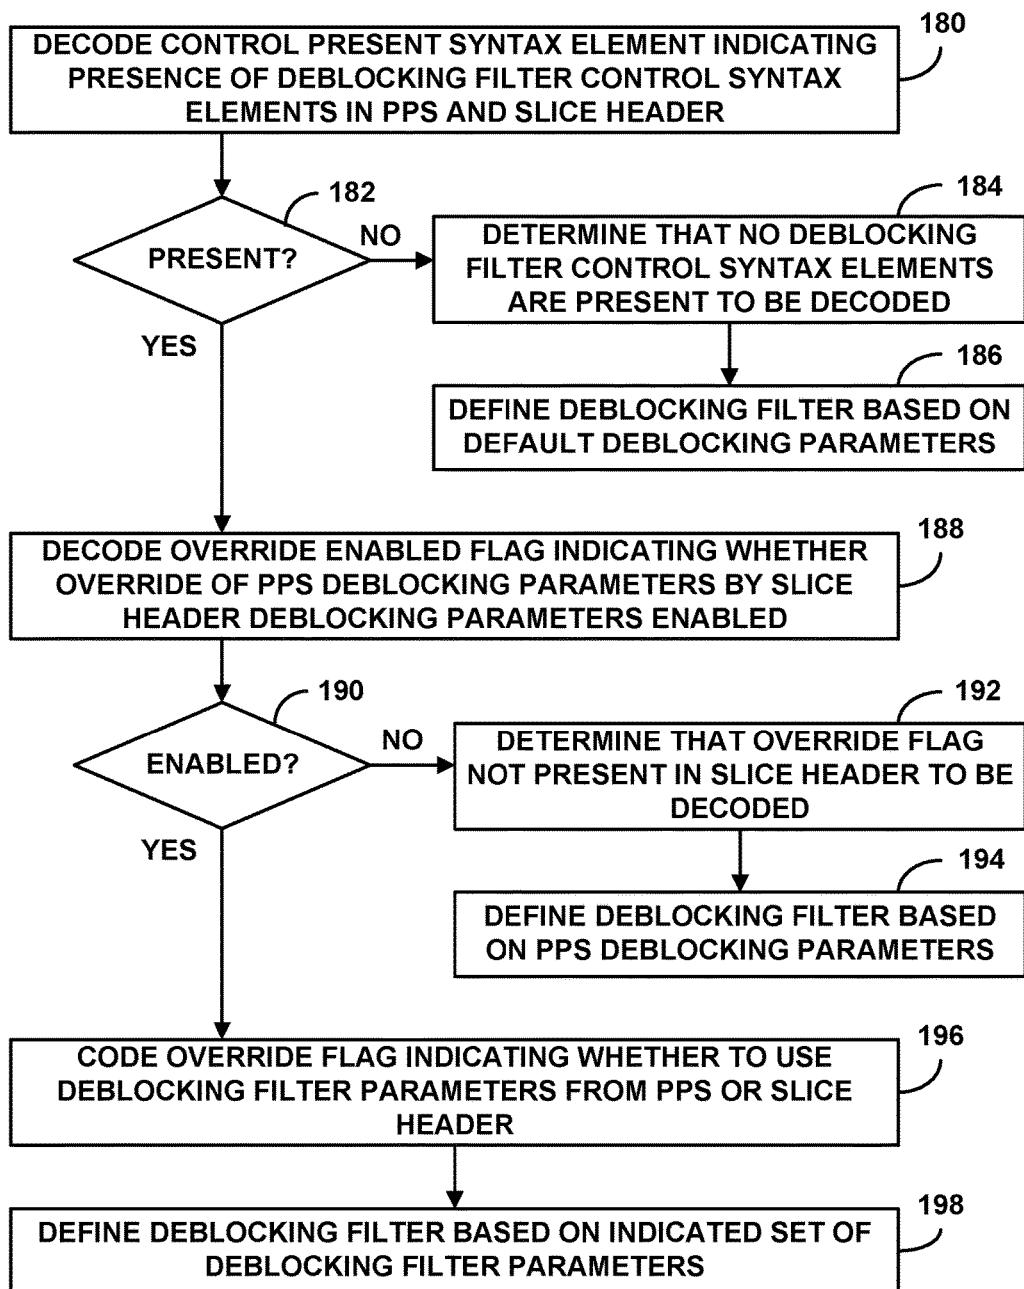 DECODE CONTROL PRESENT SYNTAX ELEMENT INDICATING
PRESENCE OF DEBLOCKING FILTER CONTROL SYNTAX
ELEMENTS IN PPS AND SLICE HEADER
180
182
PRESENT?
NO
YES
184
DETERMINE THAT NO DEBLOCKING
FILTER CONTROL SYNTAX ELEMENTS
ARE PRESENT TO BE DECODED
186
DEFINE DEBLOCKING FILTER BASED ON
DEFAULT DEBLOCKING PARAMETERS
188
DECODE OVERRIDE ENABLED FLAG INDICATING WHETHER
OVERRIDE OF PPS DEBLOCKING PARAMETERS BY SLICE
HEADER DEBLOCKING PARAMETERS ENABLED
190
ENABLED?
NO
YES
192
DETERMINE THAT OVERRIDE FLAG
NOT PRESENT IN SLICE HEADER TO BE
DECODED
194
DEFINE DEBLOCKING FILTER BASED
ON PPS DEBLOCKING PARAMETERS
196
CODE OVERRIDE FLAG INDICATING WHETHER TO USE
DEBLOCKING FILTER PARAMETERS FROM PPS OR SLICE
HEADER
198
DEFINE DEBLOCKING FILTER BASED ON INDICATED SET OF
DEBLOCKING FILTER PARAMETERS